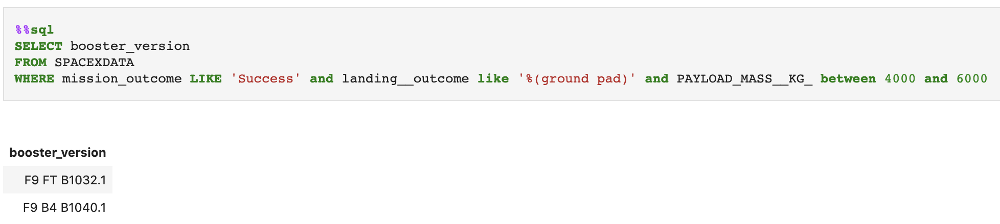 %%sql
SELECT booster_version
FROM SPACEXDATA
WHERE mission_outcome LIKE 'Success' and landing__outcome like '%(ground pad)' and PAYLOAD_MASS__KG_ between 4000 and 6000
booster_version
F9 FT B1032.1
F9 B4 B1040.1